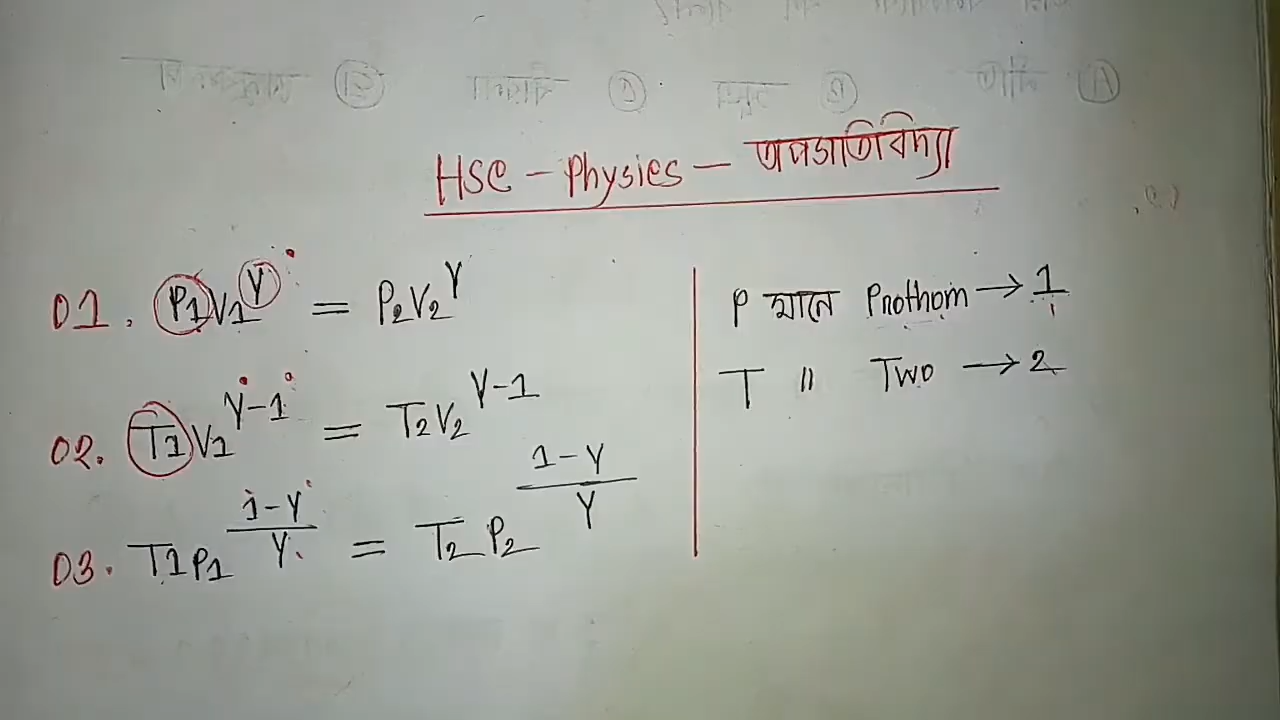 HSC - Physics - তাপগতিবিদ্যা
01. P₁V₁^γ = P₂V₂^γ
02. T₁V₁^γ-1 = T₂V₂^γ-1
03. T₁P₁^(1-γ)/γ = T₂P₂^(1-γ)/γ
P মানে Prothom → 1
T " Two → 2